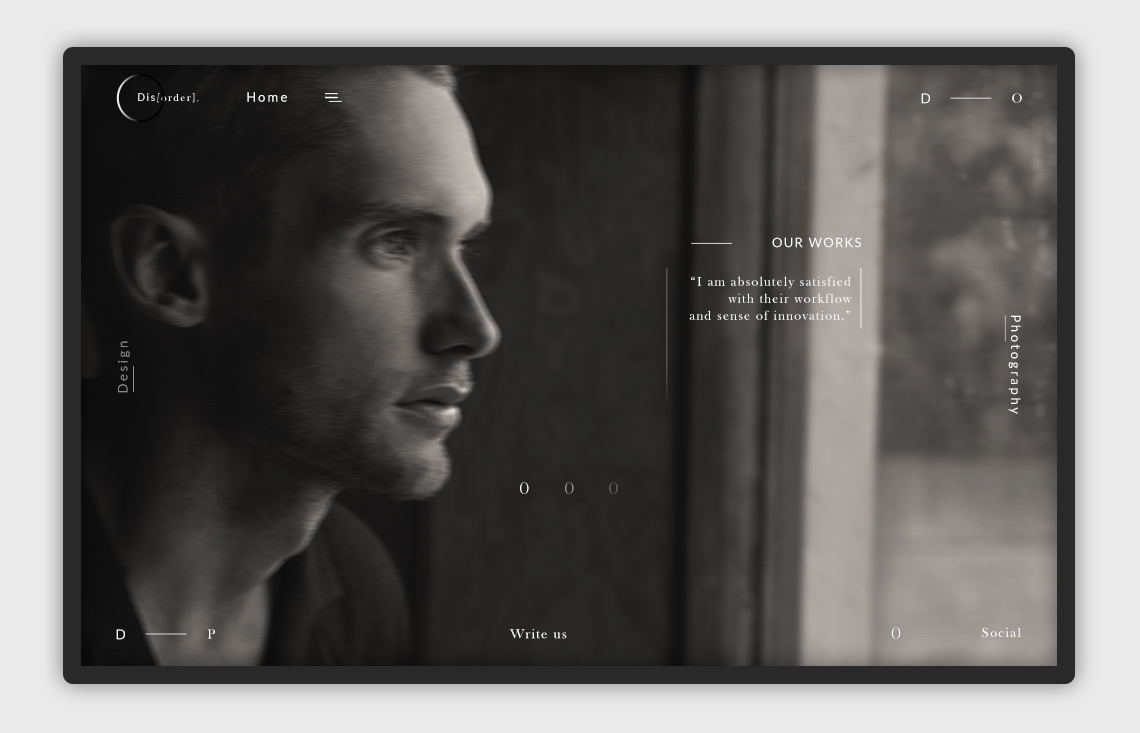 Dis[order].
Home
D O
OUR WORKS
“I am absolutely satisfied
with their workflow
and sense of innovation.”
Design
Photography
0 0 0
D P
Write us
0 Social